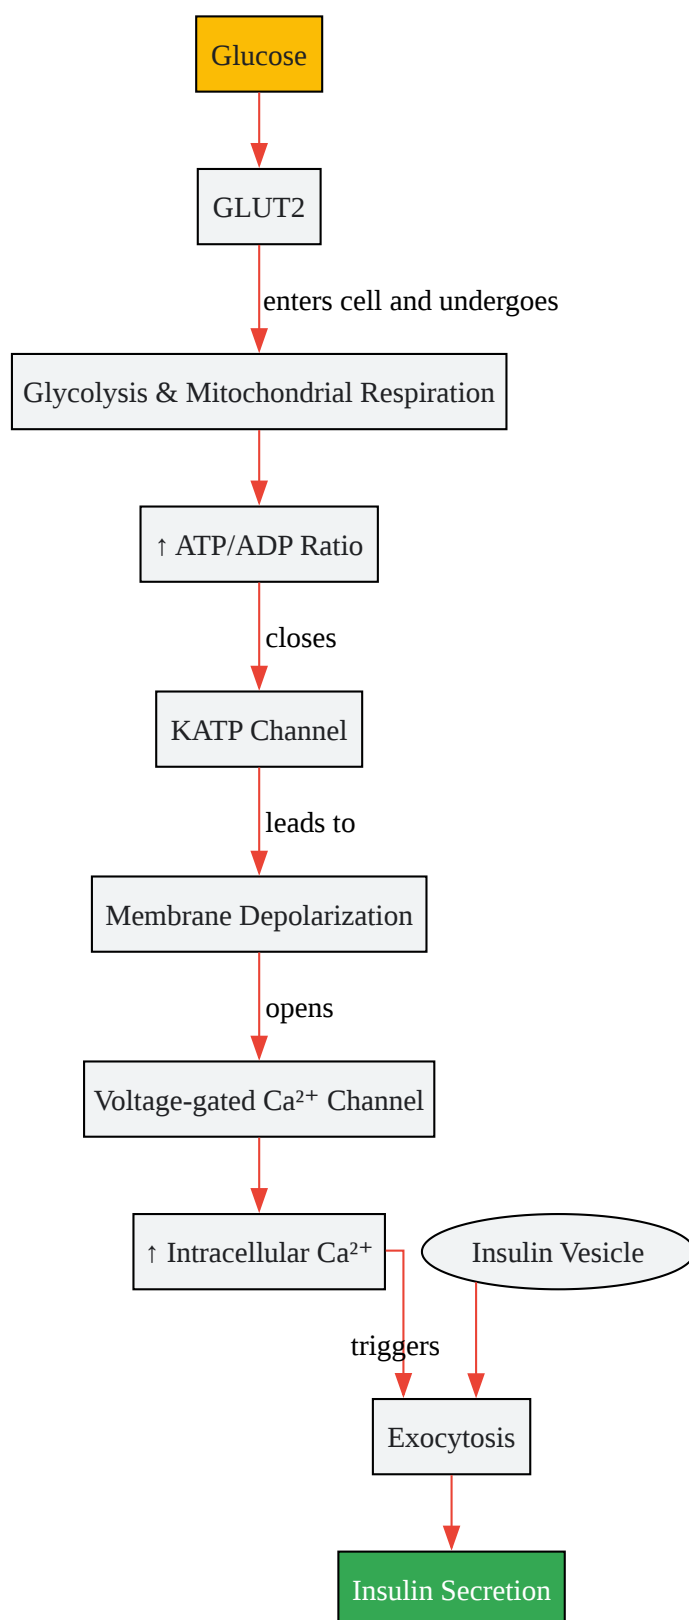 Glucose
GLUT2
enters cell and undergoes
Glycolysis & Mitochondrial Respiration
↑ ATP/ADP Ratio
closes
KATP Channel
leads to
Membrane Depolarization
opens
Voltage-gated Ca²⁺ Channel
↑ Intracellular Ca²⁺
Insulin Vesicle
triggers
Exocytosis
Insulin Secretion